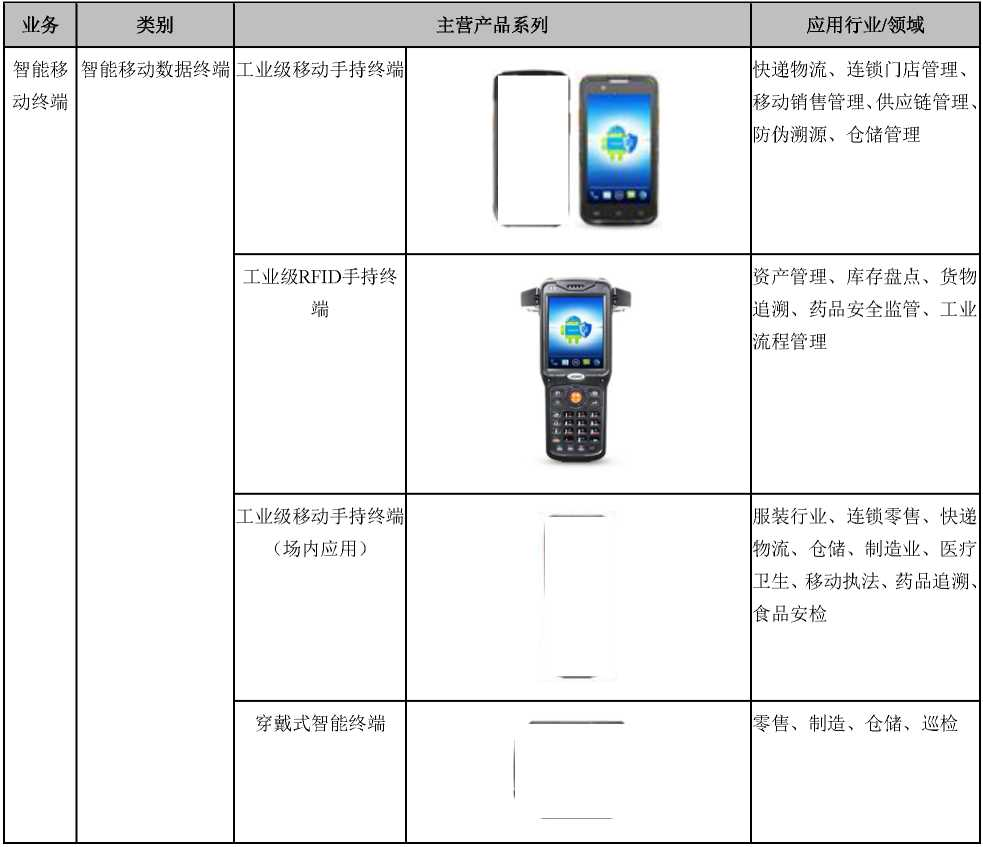 业务 类别 主营产品系列 应用行业/领域
智能移
动终端
智能移动数据终端
工业级移动手持终端
快递物流、连锁门店管理、
移动销售管理、供应链管理、
防伪溯源、仓储管理
工业级RFID手持终
端
资产管理、库存盘点、货物
追溯、药品安全监管、工业
流程管理
工业级移动手持终端
（场内应用）
服装行业、连锁零售、快递
物流、仓储、制造业、医疗
卫生、移动执法、药品追溯、
食品安检
穿戴式智能终端
零售、制造、仓储、巡检